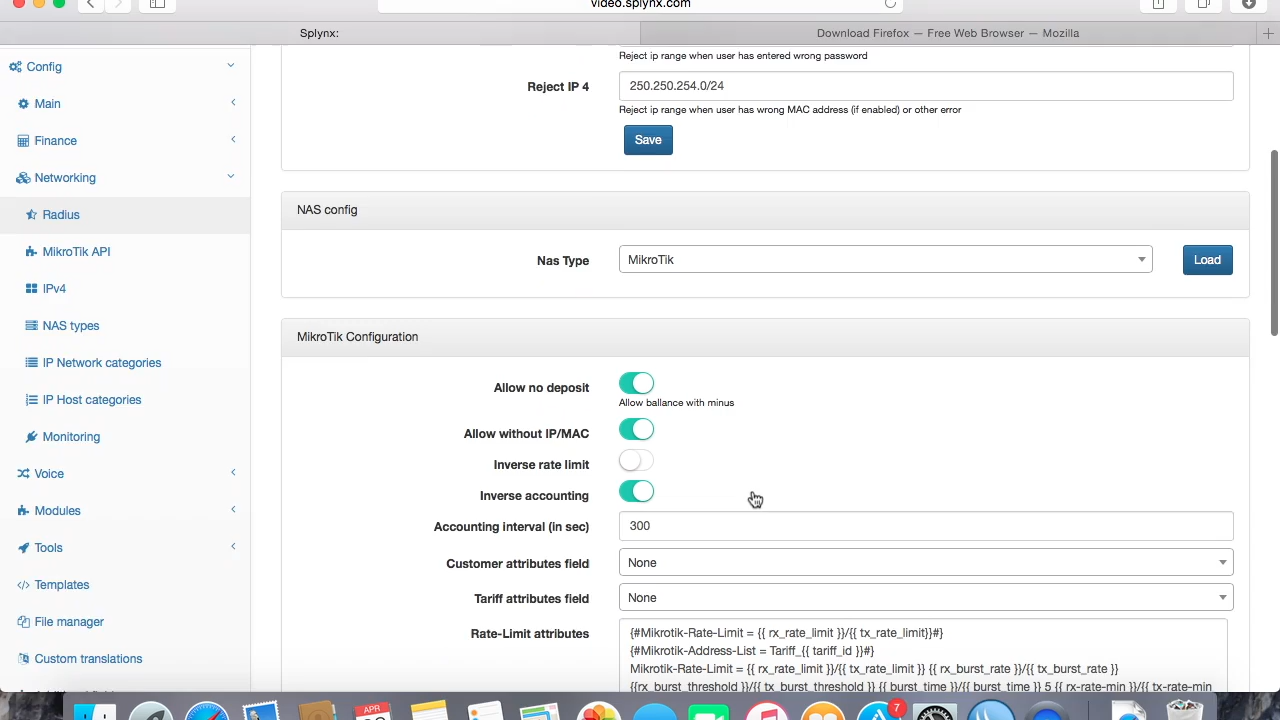 video.splynx.com
Splynx:
Download Firefox — Free Web Browser — Mozilla
Config
Main
Finance
Networking
Radius
MikroTik API
IPv4
NAS types
IP Network categories
IP Host categories
Monitoring
Voice
Modules
Tools
Templates
File manager
Custom translations
Reject ip range when user has entered wrong password
Reject IP 4
250.250.254.0/24
Reject ip range when user has wrong MAC address (if enabled) or other error
Save
NAS config
Nas Type
MikroTik
Load
MikroTik Configuration
Allow no deposit
Allow ballance with minus
Allow without IP/MAC
Inverse rate limit
Inverse accounting
Accounting interval (in sec)
300
Customer attributes field
None
Tariff attributes field
None
Rate-Limit attributes
{#Mikrotik-Rate-Limit = {{ rx_rate_limit }}/{{ tx_rate_limit}}#}
{#Mikrotik-Address-List = Tariff_{{ tariff_id }}#}
Mikrotik-Rate-Limit = {{ rx_rate_limit }}/{{ tx_rate_limit }} {{ rx_burst_rate }}/{{ tx_burst_rate }}
{{rx_burst_threshold }}/{{ tx_burst_threshold }} {{ burst_time }}/{{ burst_time }} 5 {{ rx-rate-min }}/{{ tx-rate-min
APR
7